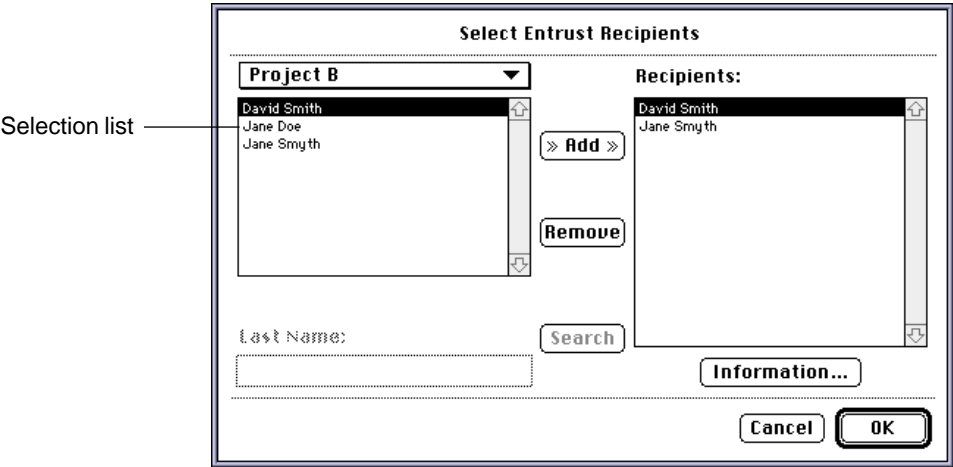 Select Entrust Recipients
Project B
Recipients:
David Smith
Jane Doe
Jane Smyth
David Smith
Jane Smyth
Selection list
» Add »
Remove
Last Name:
Search
Information...
Cancel
OK